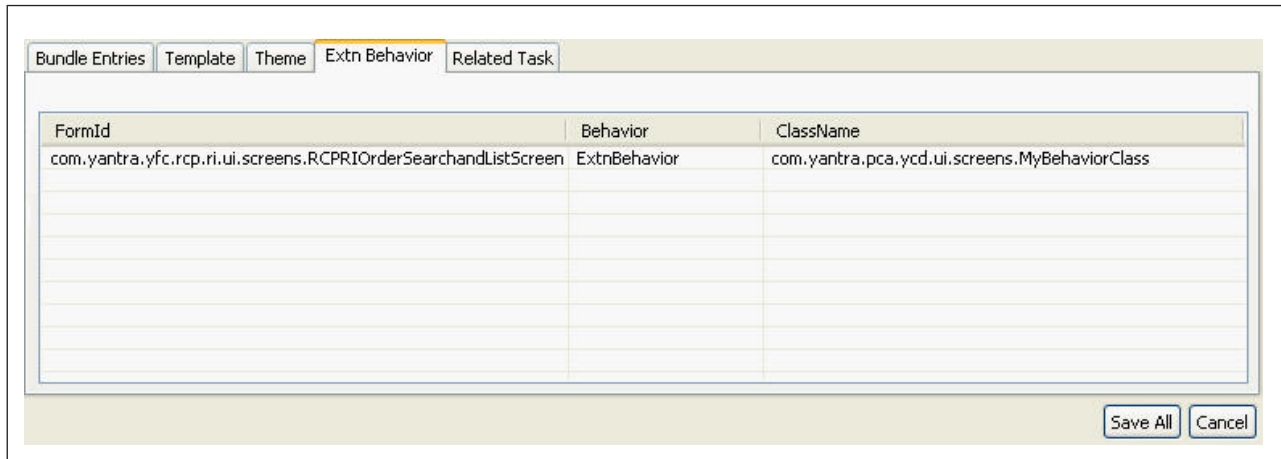 Bundle Entries Template Theme Extn Behavior Related Task
FormId Behavior ClassName
com.yantra.yfc.rcp.ri.ui.screens.RCPRIOrderSearchandListScreen ExtnBehavior com.yantra.pca.ycd.ui.screens.MyBehaviorClass
Save All Cancel